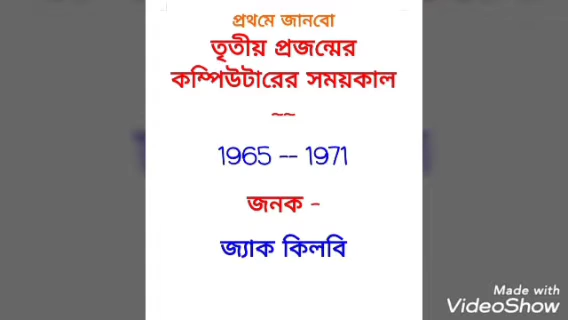 প্রথমে জানবো
তৃতীয় প্রজন্মের
কম্পিউটারের সময়কাল
~~
1965 -- 1971
জনক -
জ্যাক কিলবি
Made with
VideoShow